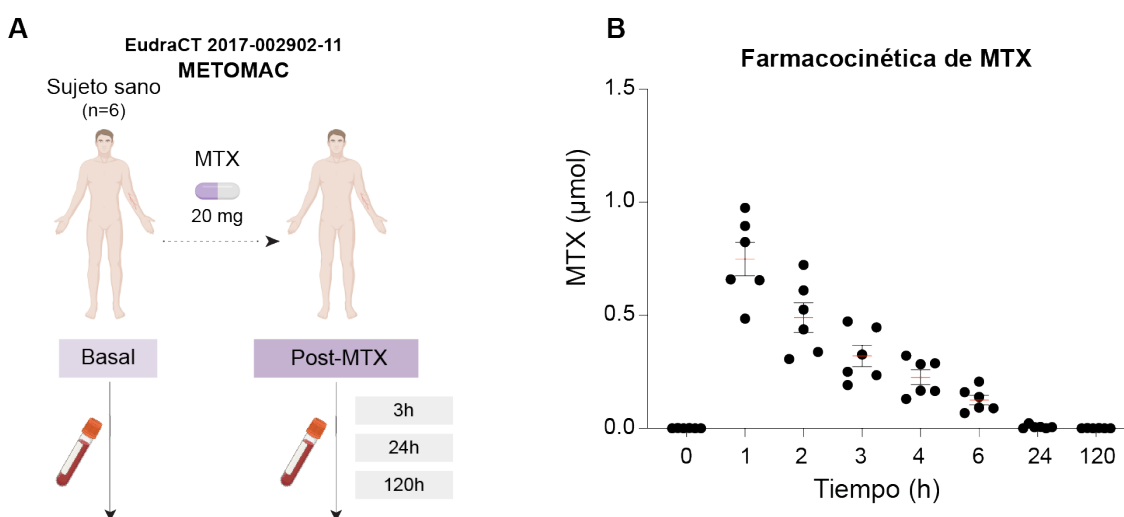 A
EudraCT 2017-002902-11
METOMAC
Sujeto sano
(n=6)
MTX
20 mg
Basal
Post-MTX
3h
24h
120h
B
Farmacocinética de MTX
MTX (µmol)
1.5
1.0
0.5
0.0
0 1 2 3 4 6 24 120
Tiempo (h)